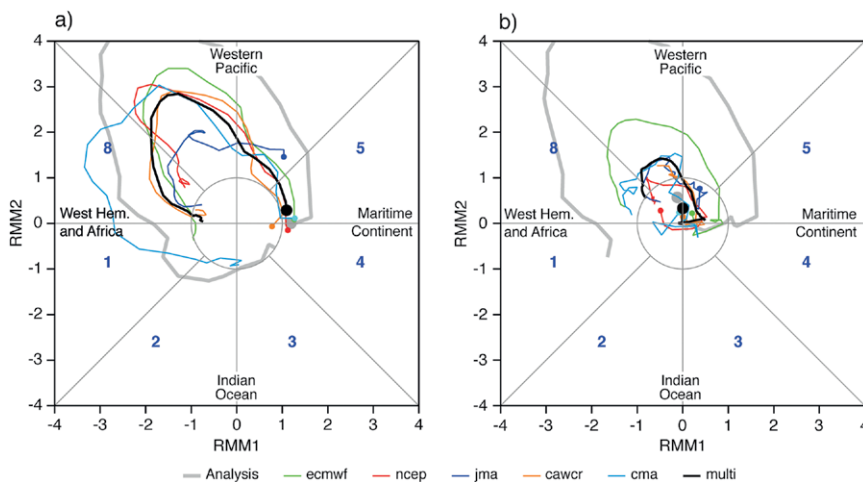 a)
b)
4
3
2
1
0
-1
-2
-3
-4
RMM2
Western
Pacific
8
5
West Hem.
and Africa
Maritime
Continent
1
4
2
3
Indian
Ocean
-4 -3 -2 -1 0 1 2 3 4
RMM1
4
3
2
1
0
-1
-2
-3
-4
RMM2
Western
Pacific
8
5
West Hem.
and Africa
Maritime
Continent
1
4
2
3
Indian
Ocean
-4 -3 -2 -1 0 1 2 3 4
RMM1
Analysis ecmwf ncep jma cawcr cma multi